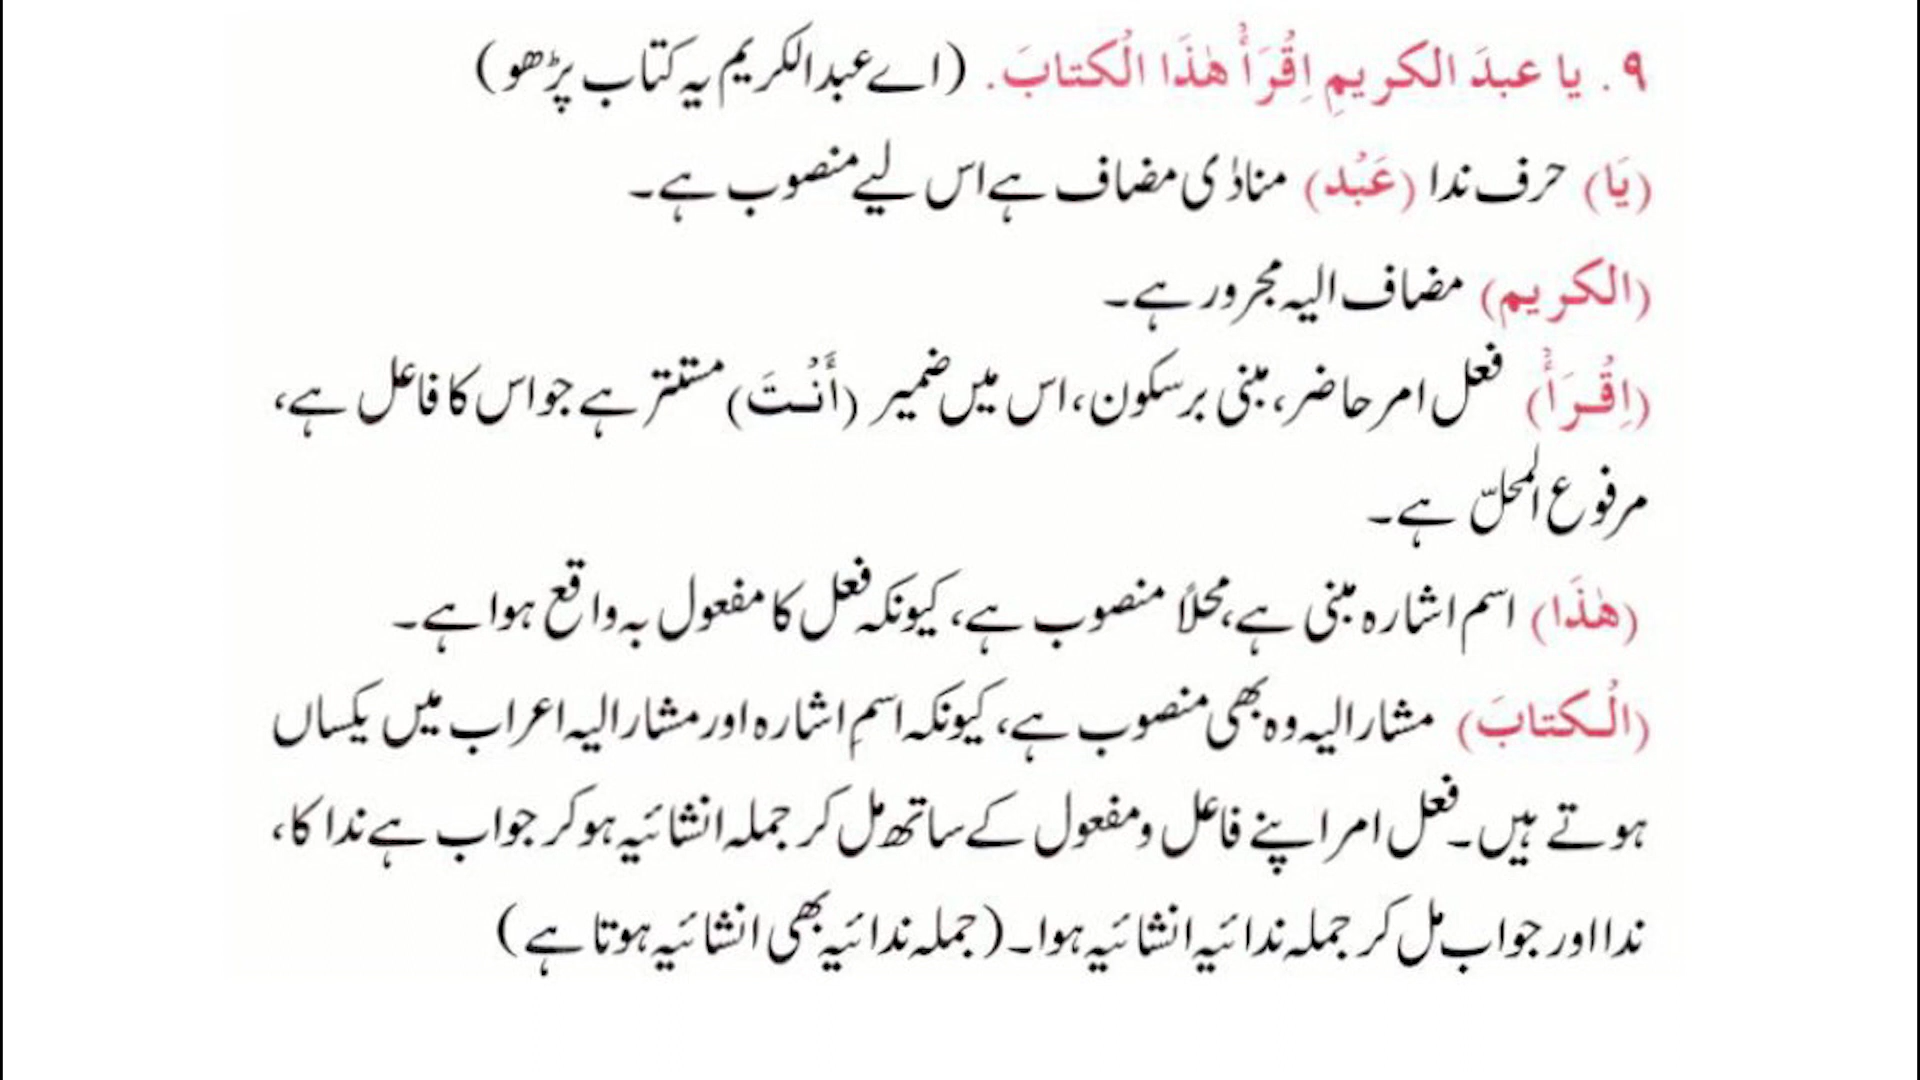 ۹. یا عبدَ الکریمِ اِقْرَأْ هٰذَا الْکتابَ. (اے عبدالکریم یہ کتاب پڑھو)
(یَا) حرف ندا (عَبْد) منادٰی مضاف ہے اس لیے منصوب ہے۔
(الکریم) مضاف الیہ مجرور ہے۔
(اِقْرَأْ) فعل امر حاضر، مبنی بر سکون، اس میں ضمیر (أَنْتَ) مستتر ہے جو اس کا فاعل ہے،
مرفوع المحلّ ہے۔
(هٰذَا) اسم اشارہ مبنی ہے، محلاً منصوب ہے، کیونکہ فعل کا مفعول بہ واقع ہوا ہے۔
(الْکتابَ) مشار الیہ وہ بھی منصوب ہے، کیونکہ اسمِ اشارہ اور مشار الیہ اعراب میں یکساں
ہوتے ہیں۔ فعل امر اپنے فاعل و مفعول کے ساتھ مل کر جملہ انشائیہ ہو کر جواب ہے ندا کا،
ندا اور جواب مل کر جملہ ندائیہ انشائیہ ہوا۔ (جملہ ندائیہ بھی انشائیہ ہوتا ہے)